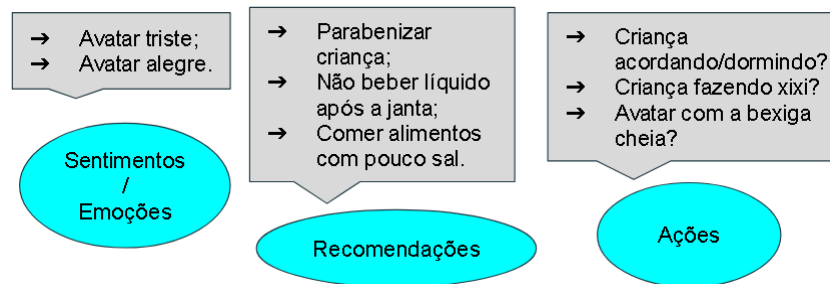 ➔ Avatar triste;
➔ Avatar alegre.
Sentimentos
/
Emoções
➔ Parabenizar
criança;
➔ Não beber líquido
após a janta;
➔ Comer alimentos
com pouco sal.
Recomendações
➔ Criança
acordando/dormindo?
➔ Criança fazendo xixi?
➔ Avatar com a bexiga
cheia?
Ações